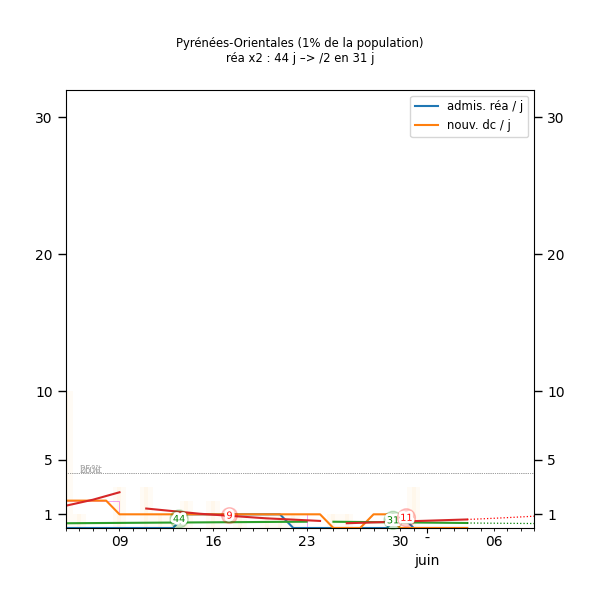 Pyrénées-Orientales (1% de la population)
réa x2 : 44 j –> /2 en 31 j
admis. réa / j
nouv. dc / j
30 30
20 20
10 10
5 5
44 9 31 11
1 1
09 16 23 30 - 06
juin